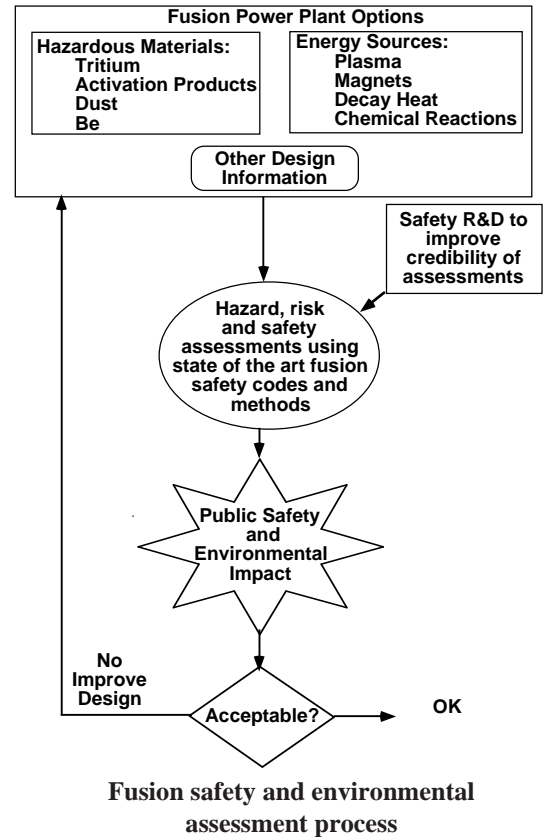 Fusion Power Plant Options
Hazardous Materials:
Tritium
Activation Products
Dust
Be
Energy Sources:
Plasma
Magnets
Decay Heat
Chemical Reactions
Other Design
Information
Safety R&D to
improve
credibility of
assessments
Hazard, risk
and safety
assessments using
state of the art fusion
safety codes and
methods
Public Safety
and
Environmental
Impact
No
Improve
Design
Acceptable?
OK
Fusion safety and environmental
assessment process